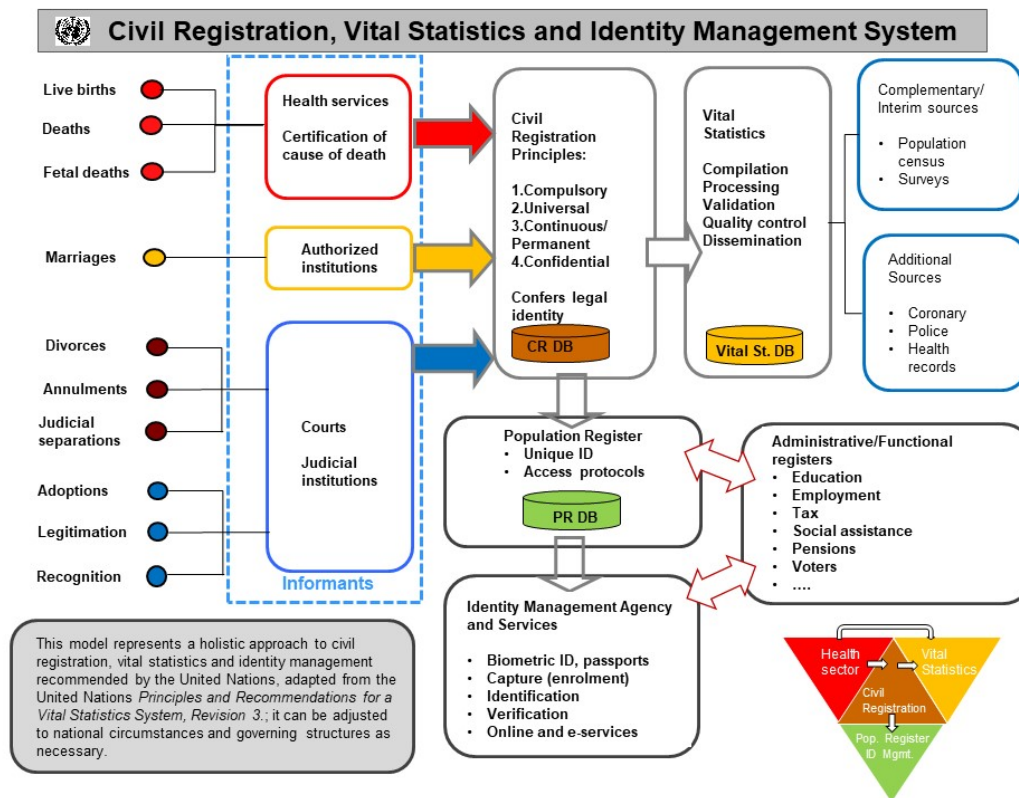 Civil Registration, Vital Statistics and Identity Management System
Live births
Deaths
Fetal deaths
Marriages
Divorces
Annulments
Judicial
separations
Adoptions
Legitimation
Recognition
Health services
Certification of
cause of death
Authorized
institutions
Courts
Judicial
institutions
Informants
Civil
Registration
Principles:
1.Compulsory
2.Universal
3.Continuous/
Permanent
4.Confidential
Confers legal
identity
CR DB
Vital
Statistics
Compilation
Processing
Validation
Quality control
Dissemination
Vital St. DB
Complementary/
Interim sources
• Population
census
• Surveys
Additional
Sources
• Coronary
• Police
• Health
records
Population Register
• Unique ID
• Access protocols
PR DB
Administrative/Functional
registers
• Education
• Employment
• Tax
• Social assistance
• Pensions
• Voters
• ....
Identity Management Agency
and Services
• Biometric ID, passports
• Capture (enrolment)
• Identification
• Verification
• Online and e-services
This model represents a holistic approach to civil
registration, vital statistics and identity management
recommended by the United Nations, adapted from the
United Nations Principles and Recommendations for a
Vital Statistics System, Revision 3.; it can be adjusted
to national circumstances and governing structures as
necessary.
Health
sector
Vital
Statistics
Civil
Registration
Pop. Register
ID Mgmt.